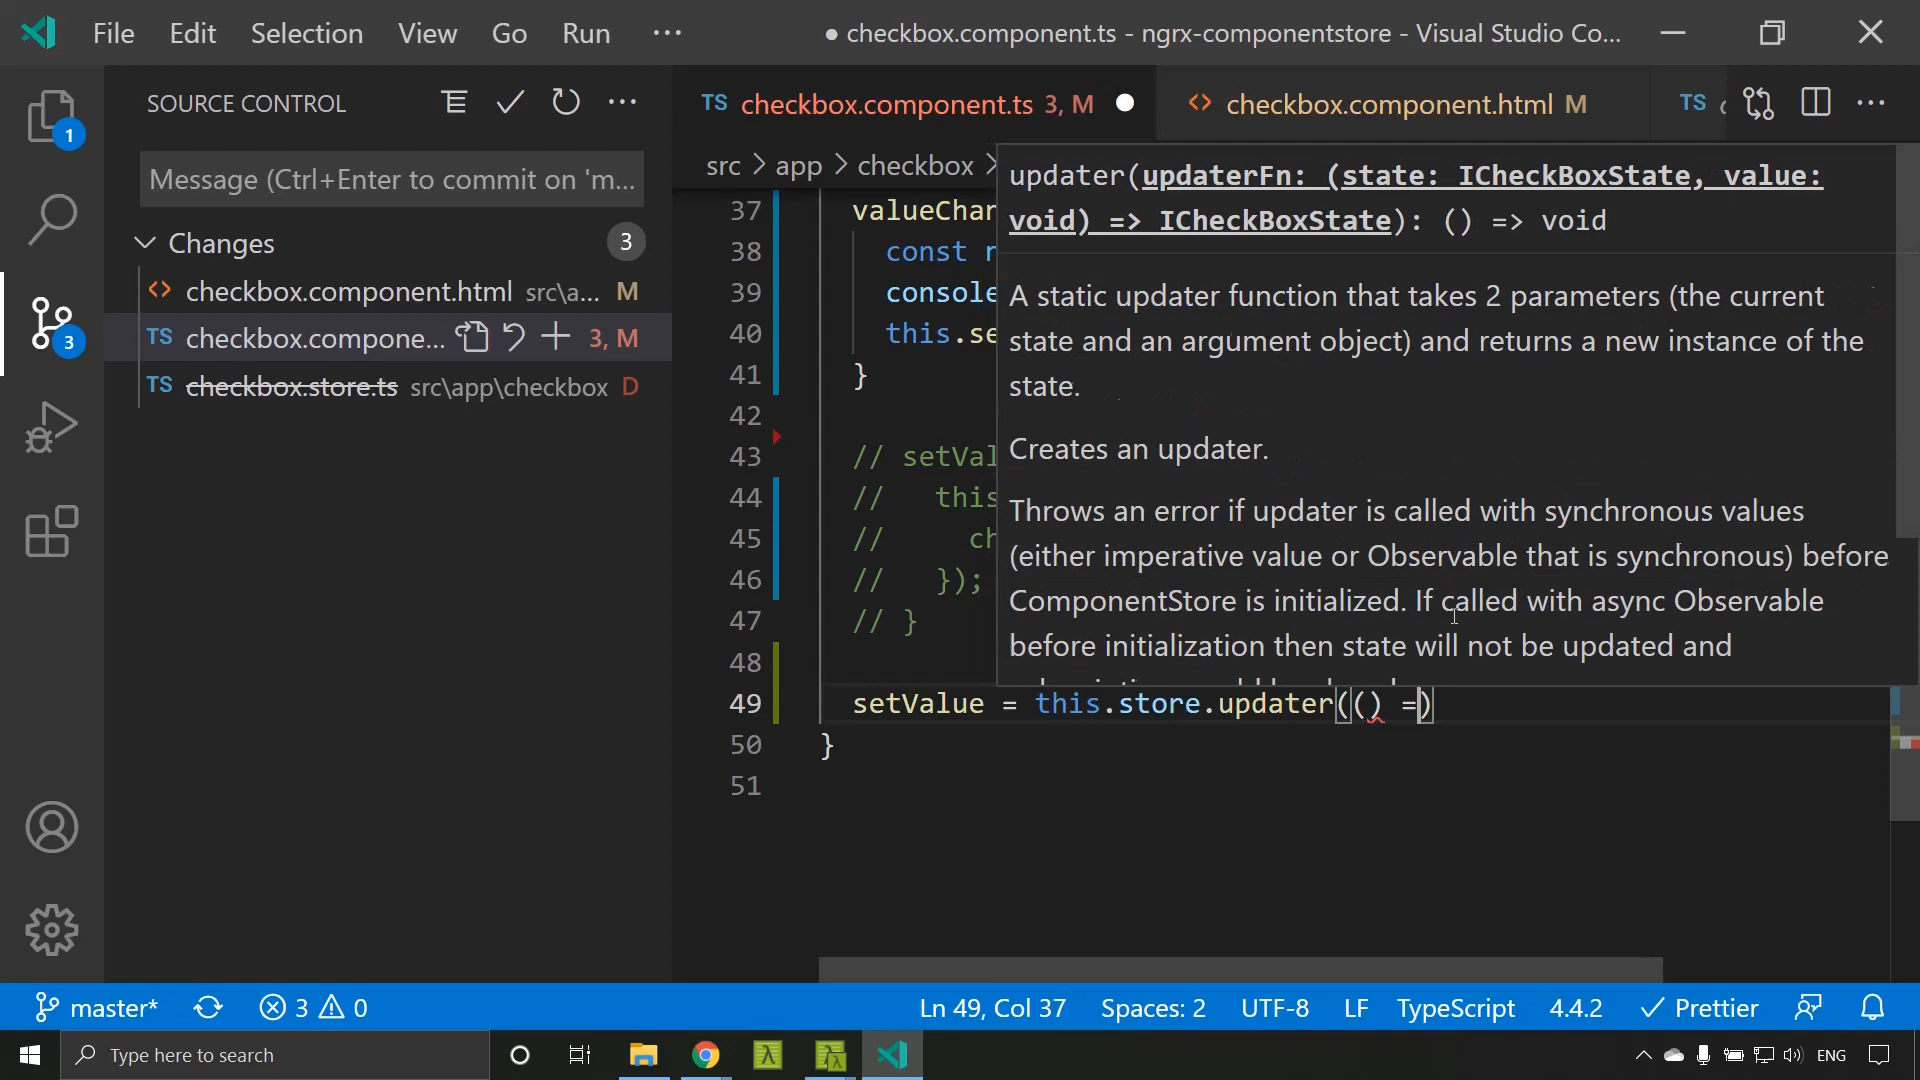 File Edit Selection View Go Run ···
● checkbox.component.ts - ngrx-componentstore - Visual Studio Co...
SOURCE CONTROL
Message (Ctrl+Enter to commit on 'm...
Changes 3
checkbox.component.html src\a... M
TS checkbox.compone... 3, M
TS checkbox.store.ts src\app\checkbox D
1
3
TS checkbox.component.ts 3, M
<> checkbox.component.html M
TS
src > app > checkbox >
37 valueChan
38 const r
39 console
40 this.se
41 }
42
43 // setVal
44 // this
45 // ch
46 // });
47 // }
48
49 setValue = this.store.updater(() =)
50 }
51
updater(updaterFn: (state: ICheckBoxState, value:
void) => ICheckBoxState): () => void
A static updater function that takes 2 parameters (the current
state and an argument object) and returns a new instance of the
state.
Creates an updater.
Throws an error if updater is called with synchronous values
(either imperative value or Observable that is synchronous) before
ComponentStore is initialized. If called with async Observable
before initialization then state will not be updated and
master* 3 0 Ln 49, Col 37 Spaces: 2 UTF-8 LF TypeScript 4.4.2 Prettier
Type here to search
ENG